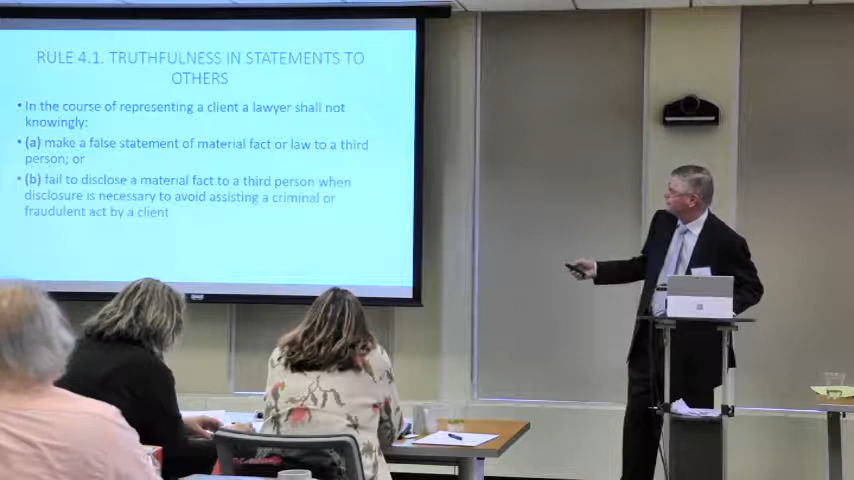 RULE 4.1. TRUTHFULNESS IN STATEMENTS TO
OTHERS
• In the course of representing a client a lawyer shall not
knowingly:
• (a) make a false statement of material fact or law to a third
person; or
• (b) fail to disclose a material fact to a third person when
disclosure is necessary to avoid assisting a criminal or
fraudulent act by a client